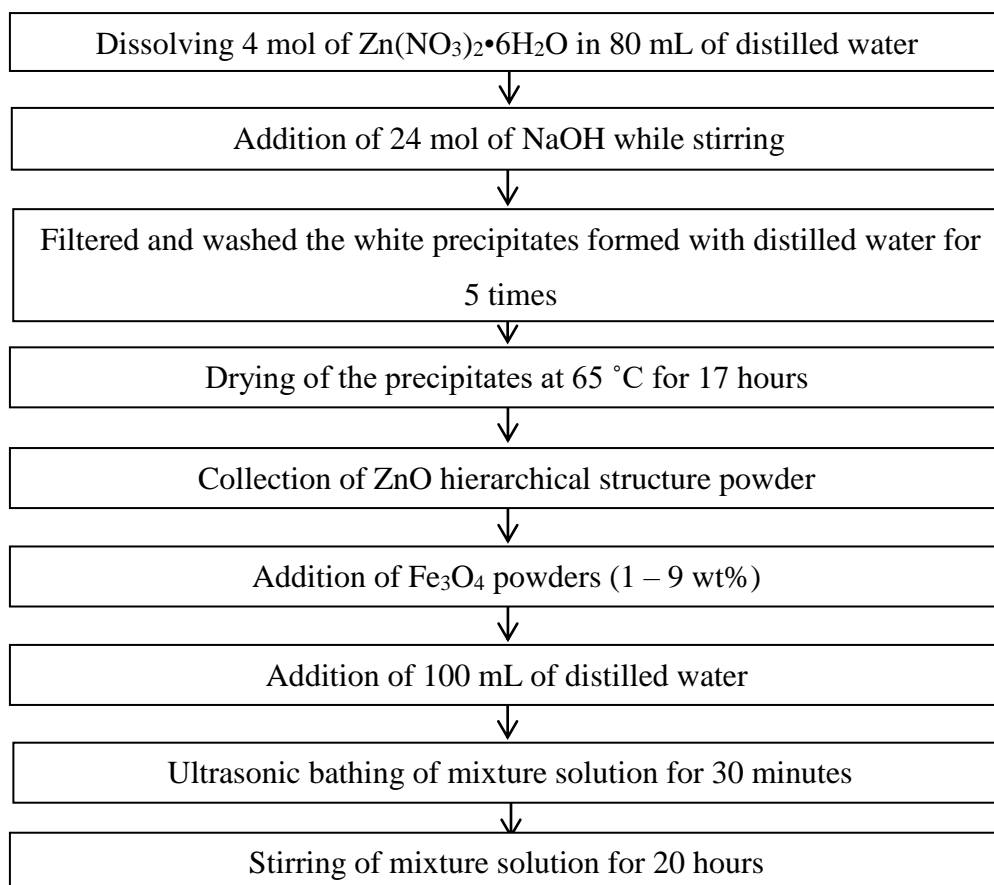 Dissolving 4 mol of Zn(NO₃)₂•6H₂O in 80 mL of distilled water
Addition of 24 mol of NaOH while stirring
Filtered and washed the white precipitates formed with distilled water for
5 times
Drying of the precipitates at 65 ˚C for 17 hours
Collection of ZnO hierarchical structure powder
Addition of Fe₃O₄ powders (1 – 9 wt%)
Addition of 100 mL of distilled water
Ultrasonic bathing of mixture solution for 30 minutes
Stirring of mixture solution for 20 hours